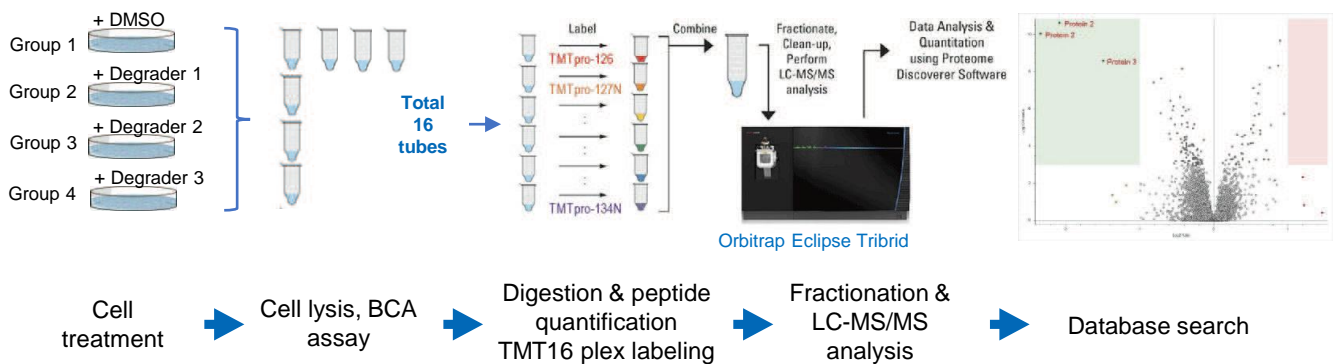 + DMSO
Group 1
+ Degrader 1
Group 2
+ Degrader 2
Group 3
+ Degrader 3
Group 4
Total
16
tubes
Label
TMTpro-126
TMTpro-127N
:
:
TMTpro-134N
Combine
Fractionate,
Clean-up,
Perform
LC-MS/MS
analysis
Orbitrap Eclipse Tribrid
Data Analysis &
Quantitation
using Proteome
Discoverer Software
Protein 2
Protein 2
Protein 3
Cell
treatment
Cell lysis, BCA
assay
Digestion & peptide
quantification
TMT16 plex labeling
Fractionation &
LC-MS/MS
analysis
Database search